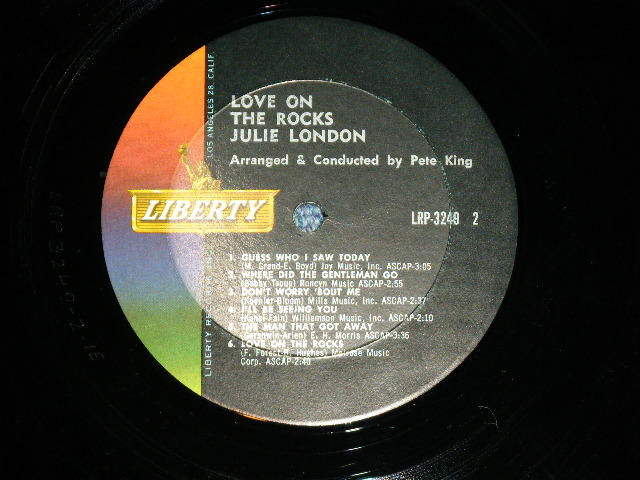 LOVE ON
THE ROCKS
JULIE LONDON
Arranged & Conducted by Pete King
LIBERTY
LRP-3249 2
1. GUESS WHO I SAW TODAY
(M. Grand-E. Boyd) Jay Music, Inc. ASCAP-3:05
2. WHERE DID THE GENTLEMAN GO
(Bobby Troup) Roncyn Music ASCAP-2:55
3. DON'T WORRY 'BOUT ME
(Koehler-Bloom) Mills Music, Inc. ASCAP-2:37
4. I'LL BE SEEING YOU
(Kahal-Fain) Williamson Music, Inc. ASCAP-2:10
5. THE MAN THAT GOT AWAY
(Gershwin-Arlen) E. H. Morris ASCAP-3:35
6. LOVE ON THE ROCKS
(F. Forest-R. Hughes) Melrose Music
Corp. ASCAP-2:40
LIBERTY LOS ANGELES 28, CALIF.